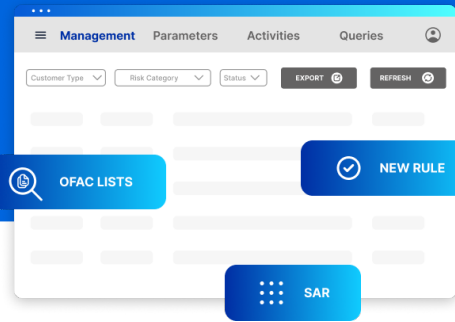 Management Parameters Activities Queries
Customer Type Risk Category Status EXPORT REFRESH
OFAC LISTS
NEW RULE
SAR